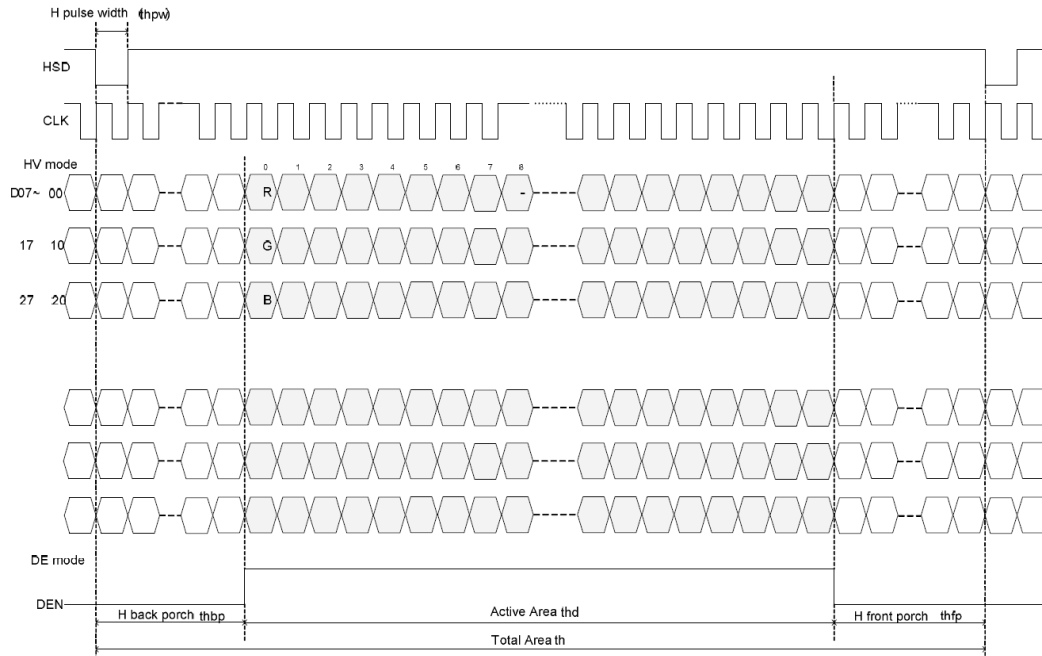 H pulse width (thpw)
HSD
CLK
HV mode
0 1 2 3 4 5 6 7 8
D07~ 00 R -
17 10 G
27 20 B
DE mode
DEN
H back porch thbp Active Area thd H front porch thfp
Total Area th